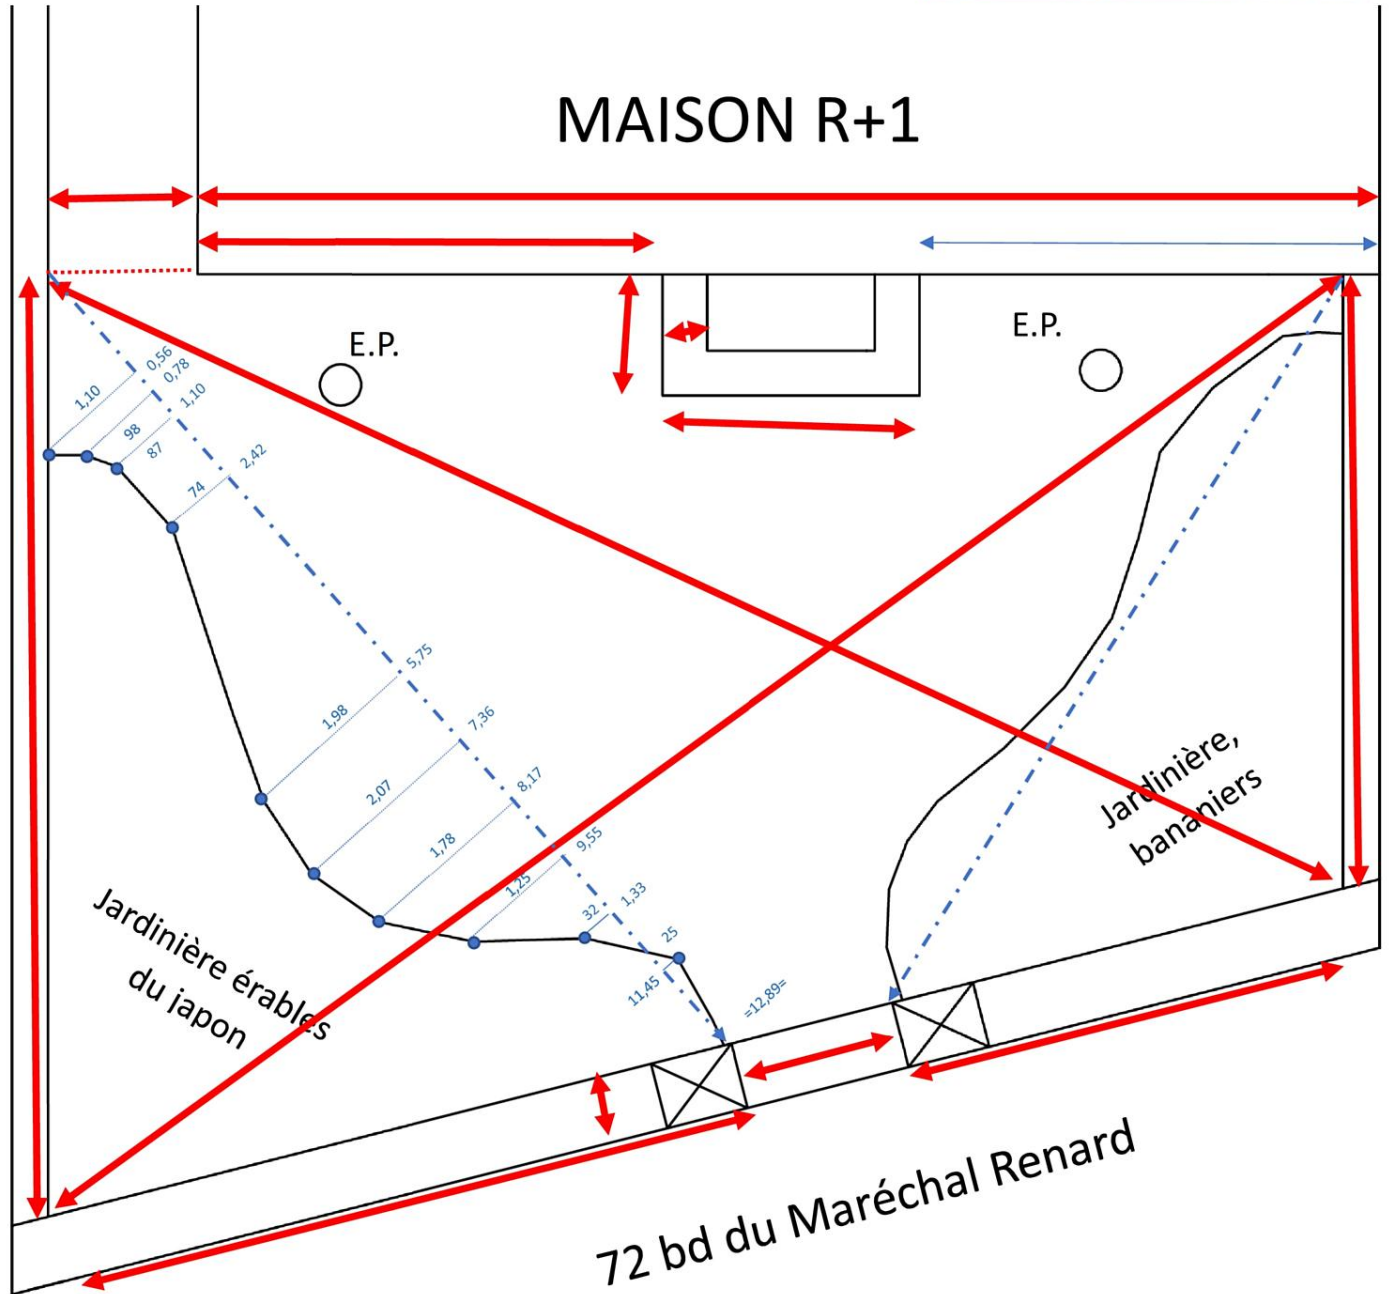 MAISON R+1
E.P.
E.P.
0,56
0,78
1,10
1,10
98
87
2,42
74
5,75
1,98
7,36
2,07
8,17
1,78
9,55
1,25
1,33
32
25
11,45
=12,89=
Jardinière,
bananiers
Jardinière érables
du japon
72 bd du Maréchal Renard